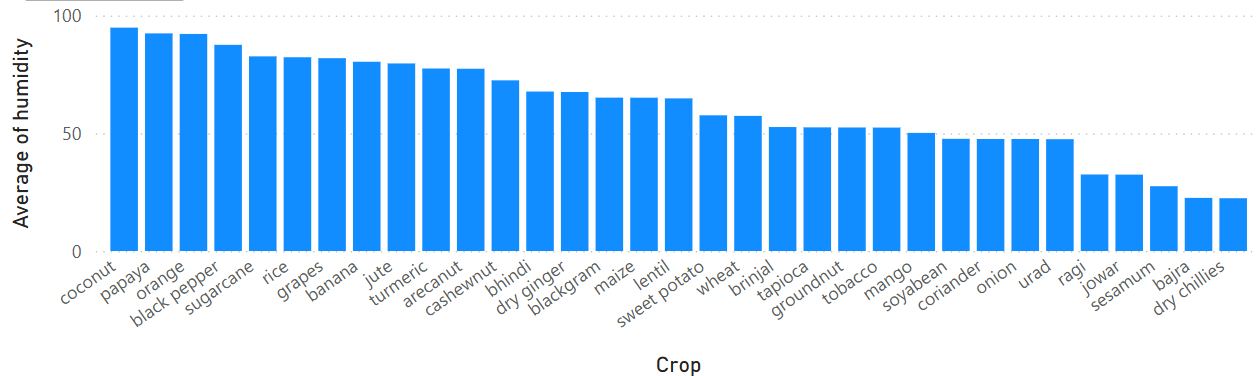 Average of humidity
100
50
0
coconut
papaya
orange
black pepper
sugarcane
rice
grapes
banana
jute
turmeric
arecanut
cashewnut
bhindi
dry ginger
blackgram
maize
lentil
sweet potato
wheat
brinjal
tapioca
groundnut
tobacco
mango
soyabean
coriander
onion
urad
ragi
jowar
sesamum
bajra
dry chillies
Crop